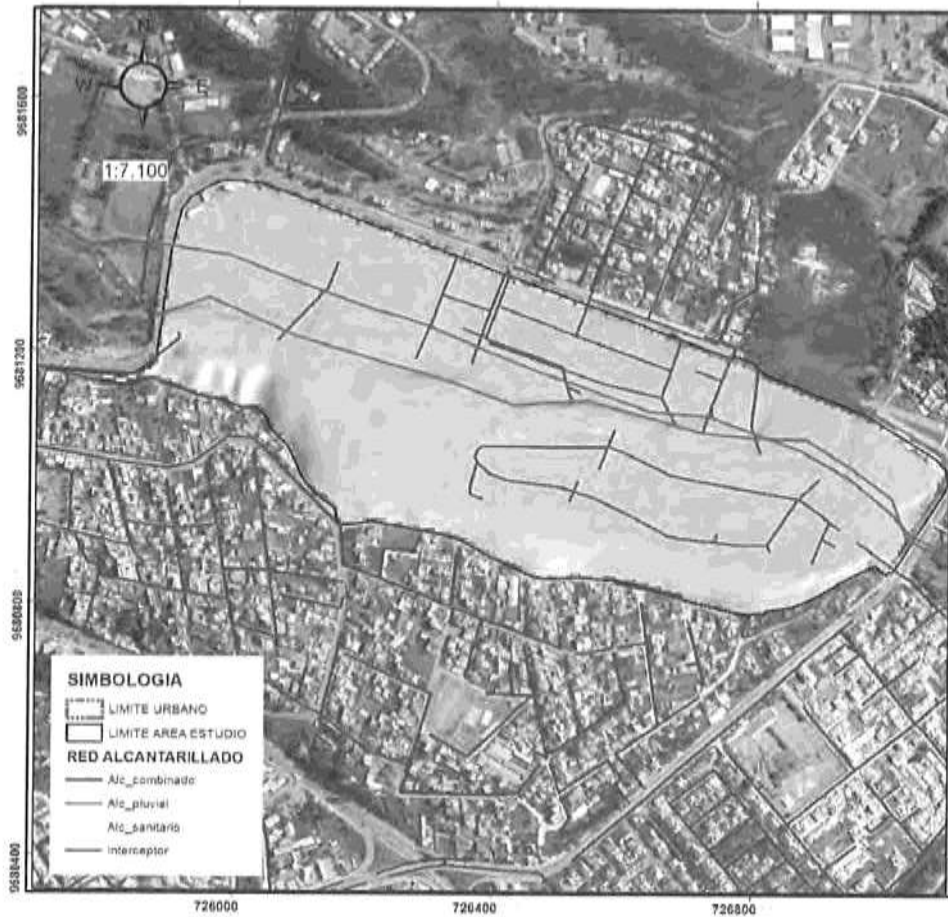 N
W
E
1:7.100
9681600
9681200
9680800
9680400
SIMBOLOGIA
LIMITE URBANO
LIMITE AREA ESTUDIO
RED ALCANTARILLADO
Alc_combinado
Alc_pluvial
Alc_sanitario
Interceptor
726000
726400
726800